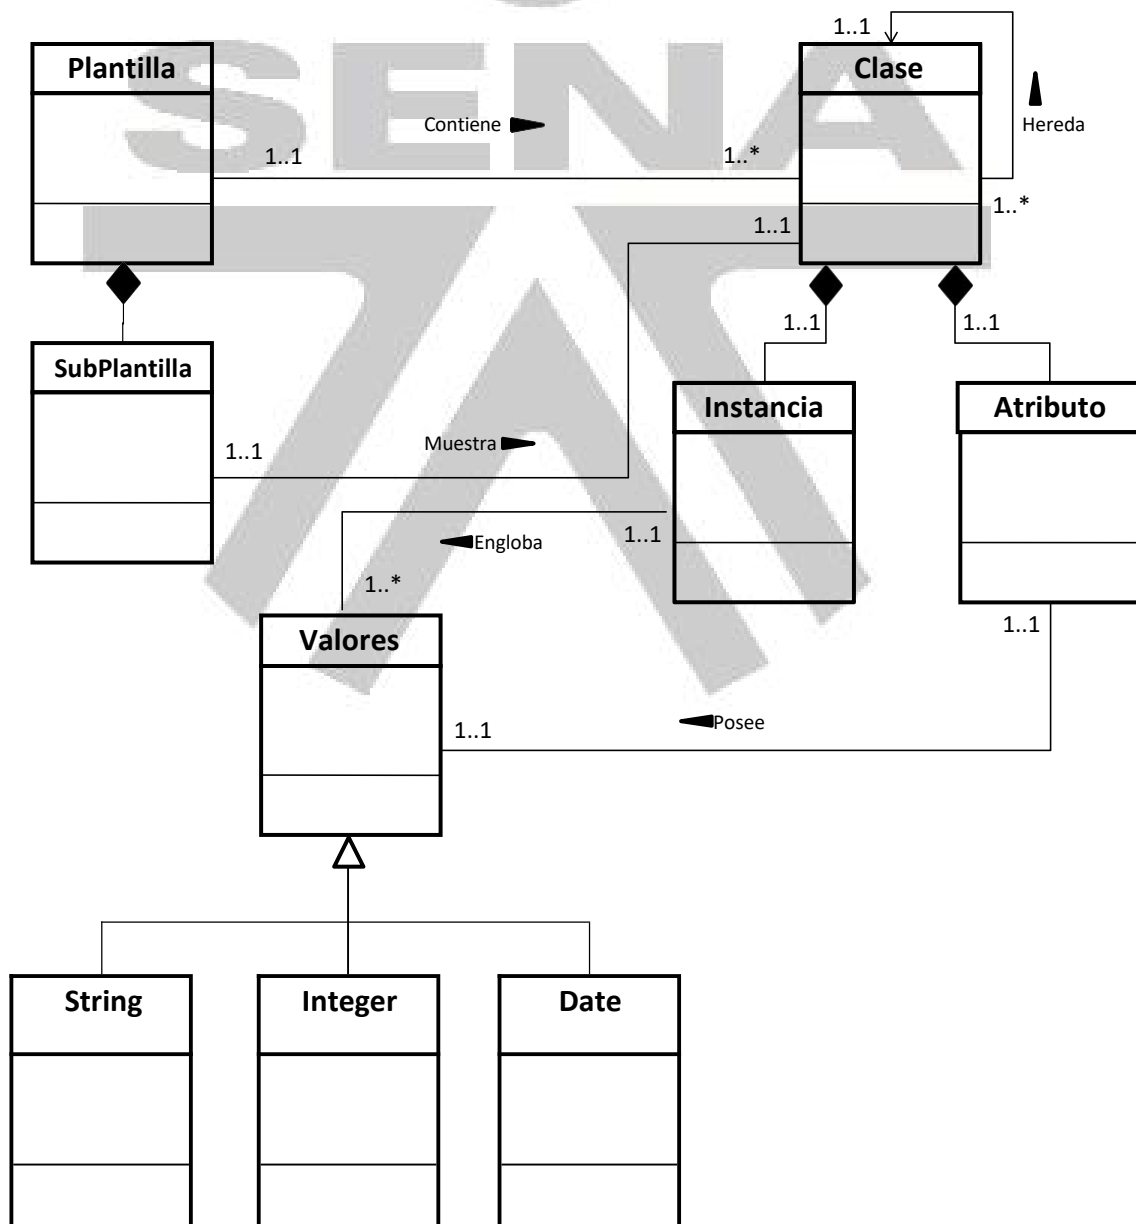 SENA
1..1
Plantilla
Clase
Contiene
Hereda
1..1
1..*
1..*
1..1
1..1
1..1
SubPlantilla
Instancia
Atributo
Muestra
1..1
1..1
Engloba
1..*
1..1
Valores
Posee
1..1
String
Integer
Date